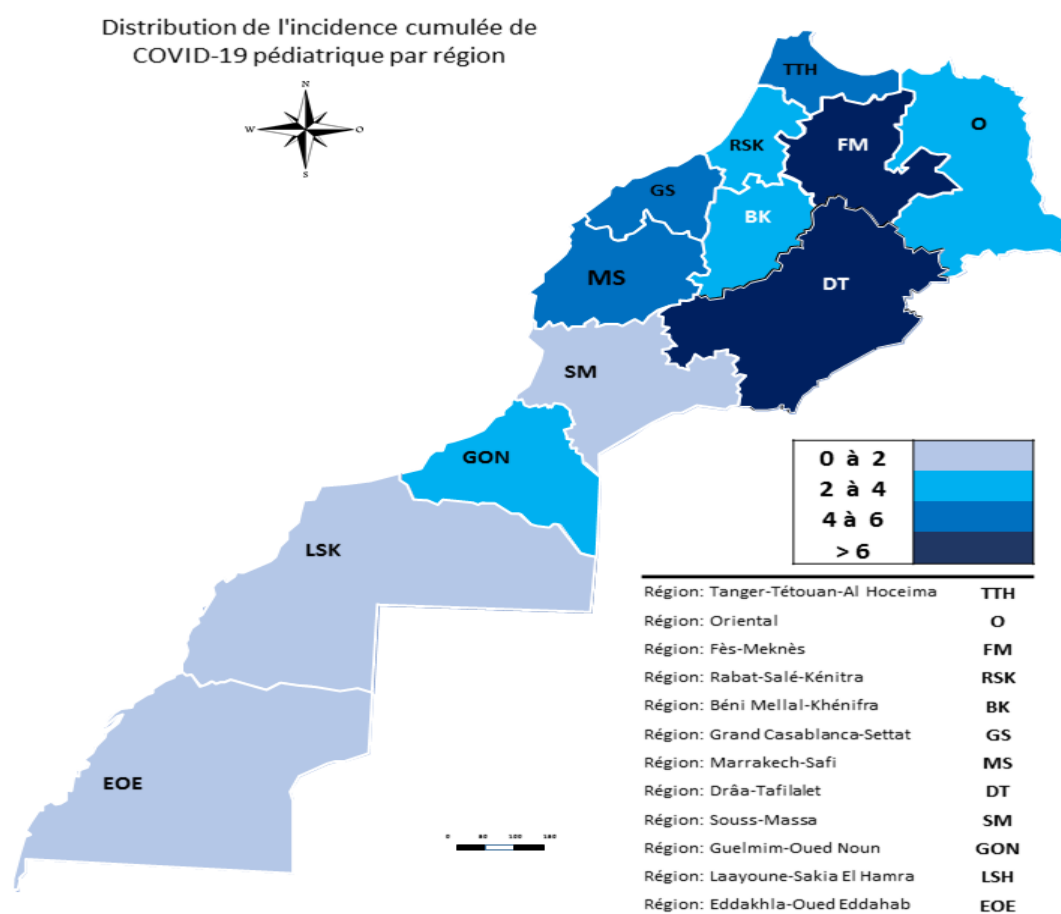 Distribution de l'incidence cumulée de
COVID-19 pédiatrique par région
N
W
O
S
TTH
O
RSK
FM
GS
BK
MS
DT
SM
GON
LSK
EOE
0 à 2
2 à 4
4 à 6
> 6
Région: Tanger-Tétouan-Al Hoceima TTH
Région: Oriental O
Région: Fès-Meknès FM
Région: Rabat-Salé-Kénitra RSK
Région: Béni Mellal-Khénifra BK
Région: Grand Casablanca-Settat GS
Région: Marrakech-Safi MS
Région: Drâa-Tafilalet DT
Région: Souss-Massa SM
Région: Guelmim-Oued Noun GON
Région: Laayoune-Sakia El Hamra LSH
Région: Eddakhla-Oued Eddahab EOE
0 100